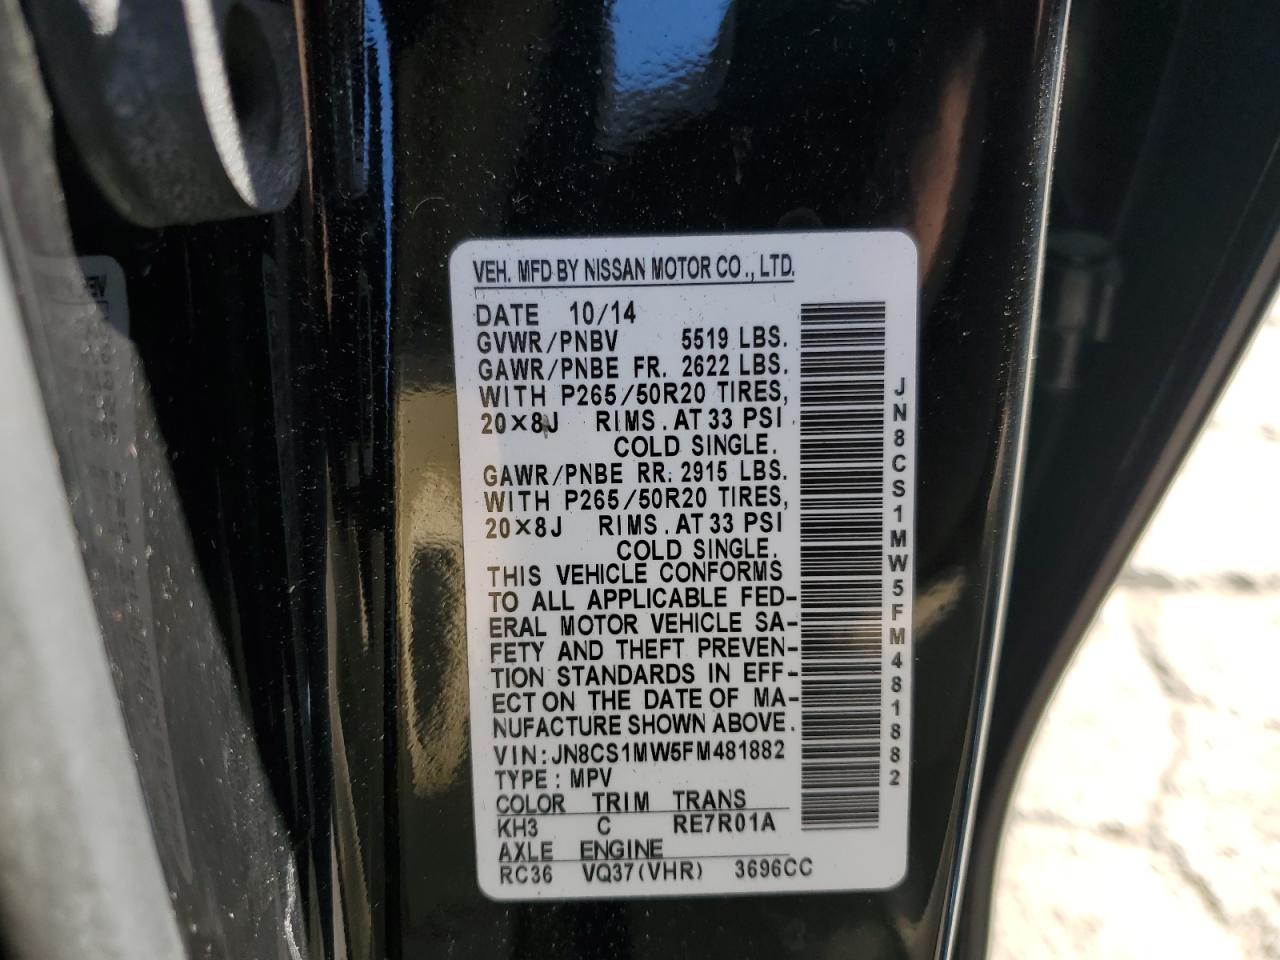 VEH. MFD BY NISSAN MOTOR CO., LTD.
DATE 10/14
GVWR/PNBV 5519 LBS.
GAWR/PNBE FR. 2622 LBS.
WITH P265/50R20 TIRES,
20×8J RIMS. AT 33 PSI
COLD SINGLE.
GAWR/PNBE RR. 2915 LBS.
WITH P265/50R20 TIRES,
20×8J RIMS. AT 33 PSI
COLD SINGLE.
THIS VEHICLE CONFORMS
TO ALL APPLICABLE FED-
ERAL MOTOR VEHICLE SA-
FETY AND THEFT PREVEN-
TION STANDARDS IN EFF-
ECT ON THE DATE OF MA-
NUFACTURE SHOWN ABOVE.
VIN:JN8CS1MW5FM481882
TYPE: MPV
COLOR TRIM TRANS
KH3 C RE7R01A
AXLE ENGINE
RC36 VQ37(VHR) 3696CC
JN8CS1MW5FM481882